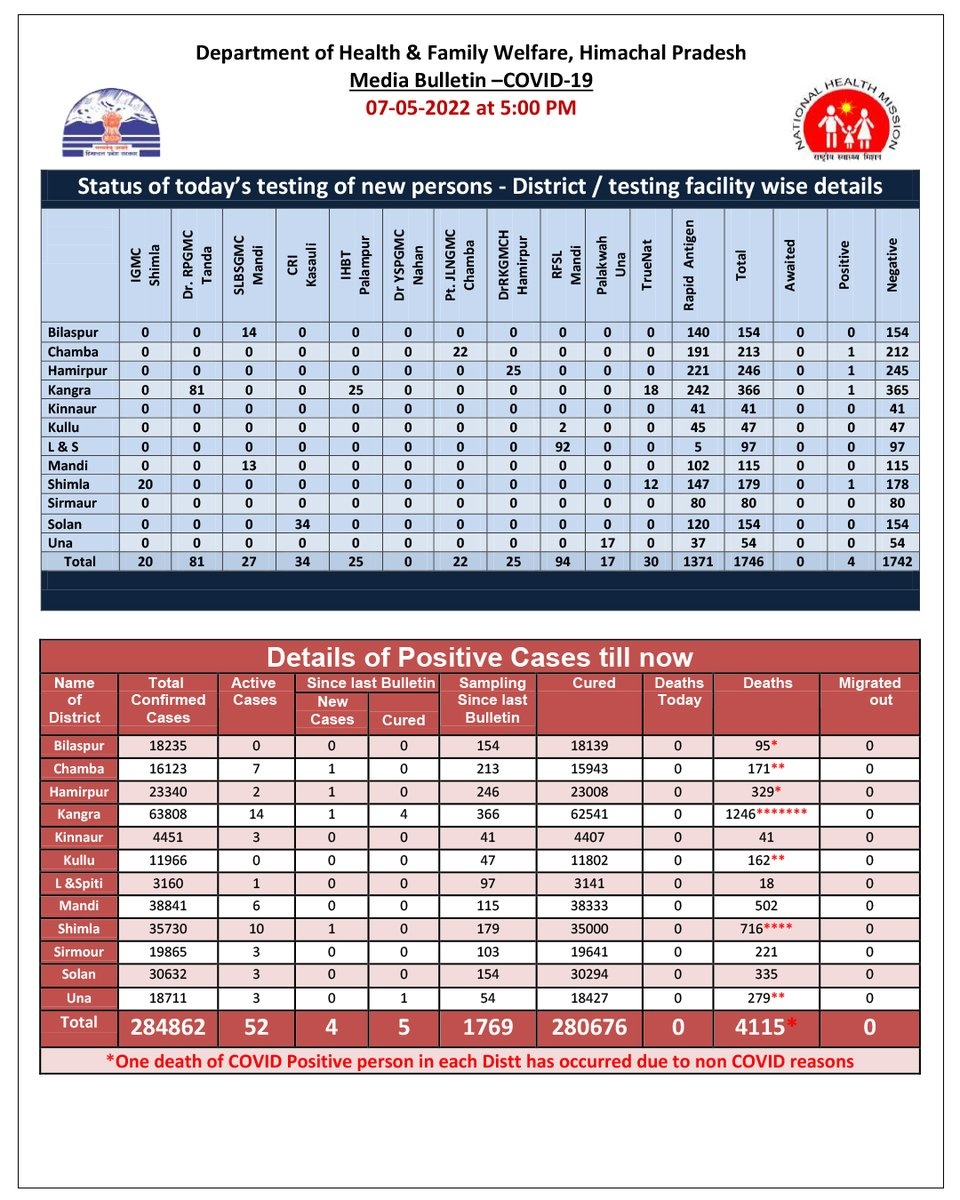 Department of Health & Family Welfare, Himachal Pradesh
Media Bulletin –COVID-19
07-05-2022 at 5:00 PM
हिमाचल प्रदेश सरकार
NATIONAL HEALTH MISSION
राष्ट्रीय स्वास्थ्य मिशन
Status of today's testing of new persons - District / testing facility wise details
IGMC Shimla Dr. RPGMC Tanda SLBSGMC Mandi CRI Kasauli IHBT Palampur Dr YSPGMC Nahan Pt. JLNGMC Chamba DrRKGMCH Hamirpur RFSL Mandi Palakwah Una TrueNat Rapid Antigen Total Awaited Positive Negative
Bilaspur 0 0 14 0 0 0 0 0 0 0 0 140 154 0 0 154
Chamba 0 0 0 0 0 0 22 0 0 0 0 191 213 0 1 212
Hamirpur 0 0 0 0 0 0 0 25 0 0 0 221 246 0 1 245
Kangra 0 81 0 0 25 0 0 0 0 0 18 242 366 0 1 365
Kinnaur 0 0 0 0 0 0 0 0 0 0 0 41 41 0 0 41
Kullu 0 0 0 0 0 0 0 0 2 0 0 45 47 0 0 47
L & S 0 0 0 0 0 0 0 0 92 0 0 5 97 0 0 97
Mandi 0 0 13 0 0 0 0 0 0 0 0 102 115 0 0 115
Shimla 20 0 0 0 0 0 0 0 0 0 12 147 179 0 1 178
Sirmaur 0 0 0 0 0 0 0 0 0 0 0 80 80 0 0 80
Solan 0 0 0 34 0 0 0 0 0 0 0 120 154 0 0 154
Una 0 0 0 0 0 0 0 0 0 17 0 37 54 0 0 54
Total 20 81 27 34 25 0 22 25 94 17 30 1371 1746 0 4 1742
Details of Positive Cases till now
Name of District Total Confirmed Cases Active Cases Since last Bulletin New Cases Cured Sampling Since last Bulletin Cured Deaths Today Deaths Migrated out
Bilaspur 18235 0 0 0 154 18139 0 95* 0
Chamba 16123 7 1 0 213 15943 0 171** 0
Hamirpur 23340 2 1 0 246 23008 0 329* 0
Kangra 63808 14 1 4 366 62541 0 1246******* 0
Kinnaur 4451 3 0 0 41 4407 0 41 0
Kullu 11966 0 0 0 47 11802 0 162** 0
L &Spiti 3160 1 0 0 97 3141 0 18 0
Mandi 38841 6 0 0 115 38333 0 502 0
Shimla 35730 10 1 0 179 35000 0 716**** 0
Sirmour 19865 3 0 0 103 19641 0 221 0
Solan 30632 3 0 0 154 30294 0 335 0
Una 18711 3 0 1 54 18427 0 279** 0
Total 284862 52 4 5 1769 280676 0 4115* 0
*One death of COVID Positive person in each Distt has occurred due to non COVID reasons